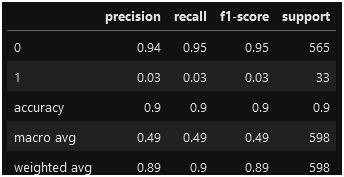 precision recall f1-score support
0 0.94 0.95 0.95 565
1 0.03 0.03 0.03 33
accuracy 0.9 0.9 0.9 0.9
macro avg 0.49 0.49 0.49 598
weighted avg 0.89 0.9 0.89 598